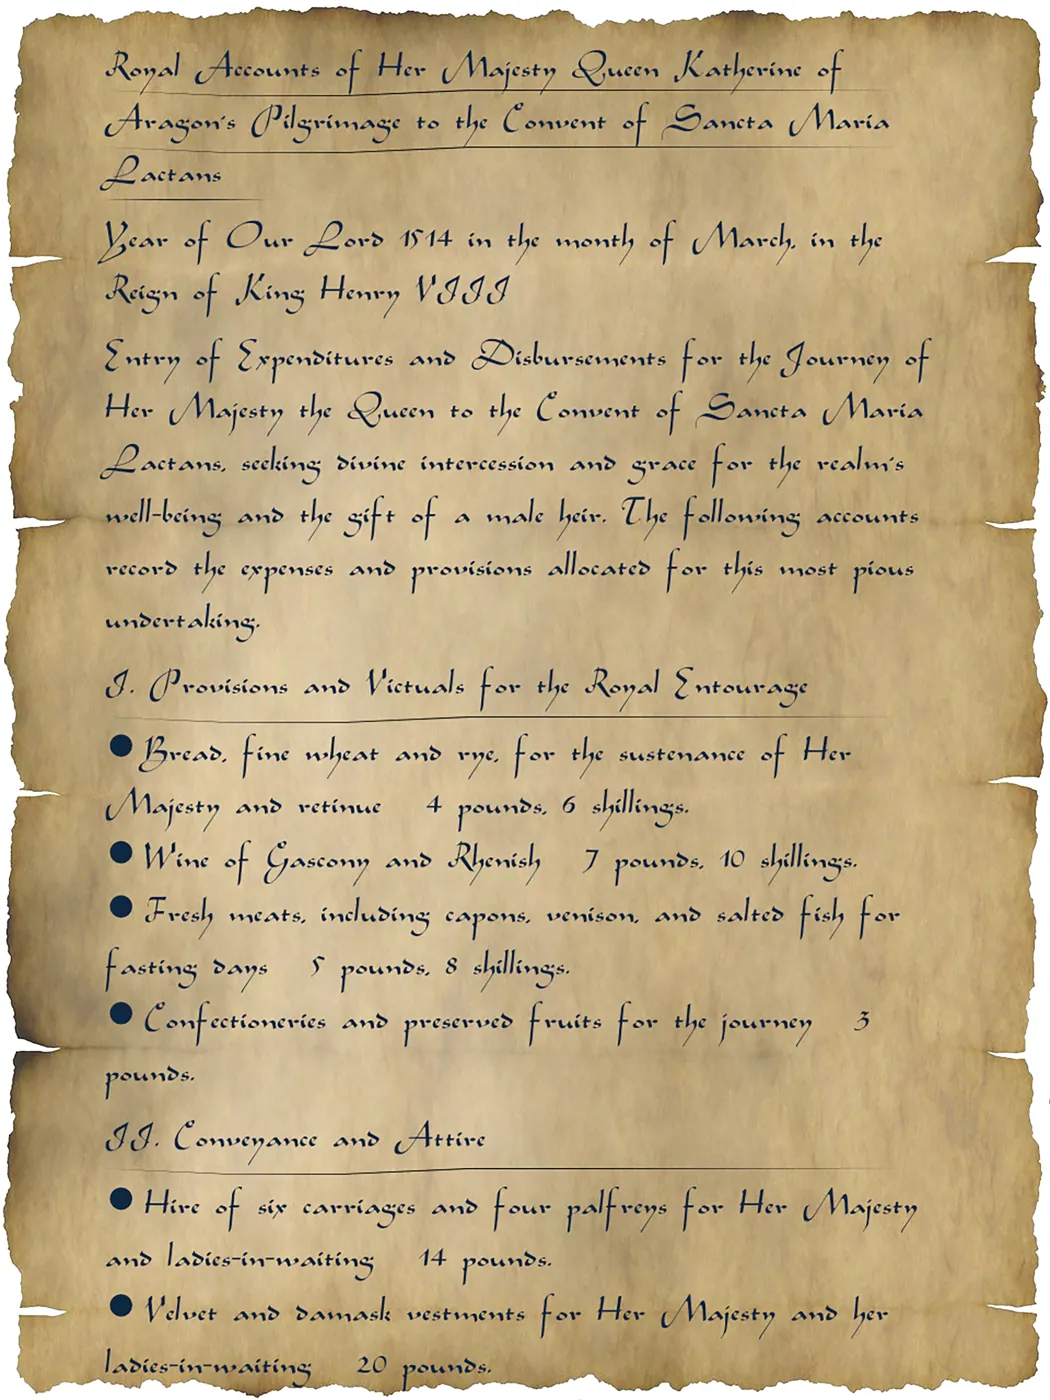 Royal Accounts of Her Majesty Queen Katherine of
Aragon's Pilgrimage to the Convent of Sancta Maria
Lactans
Year of Our Lord 1514 in the month of March, in the
Reign of King Henry VIII
Entry of Expenditures and Disbursements for the Journey of
Her Majesty the Queen to the Convent of Sancta Maria
Lactans, seeking divine intercession and grace for the realm's
well-being and the gift of a male heir. The following accounts
record the expenses and provisions allocated for this most pious
undertaking.
I. Provisions and Victuals for the Royal Entourage
● Bread, fine wheat and rye, for the sustenance of Her
Majesty and retinue 4 pounds, 6 shillings.
● Wine of Gascony and Rhenish 7 pounds, 10 shillings.
● Fresh meats, including capons, venison, and salted fish for
fasting days 5 pounds, 8 shillings.
● Confectioneries and preserved fruits for the journey 3
pounds.
II. Conveyance and Attire
● Hire of six carriages and four palfreys for Her Majesty
and ladies-in-waiting 14 pounds.
● Velvet and damask vestments for Her Majesty and her
ladies-in-waiting 20 pounds.